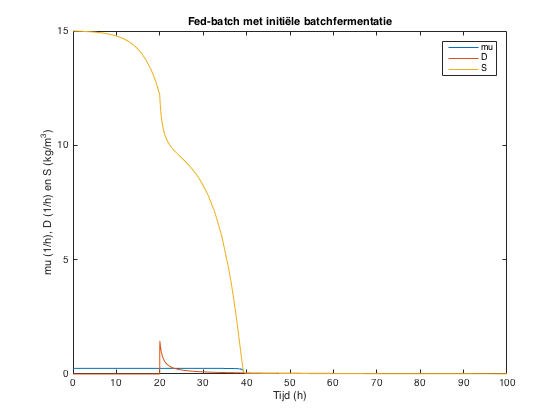 Fed-batch met initiële batchfermentatie
mu (1/h), D (1/h) en S (kg/m³)
15
10
5
0
mu
D
S
0 10 20 30 40 50 60 70 80 90 100
Tijd (h)